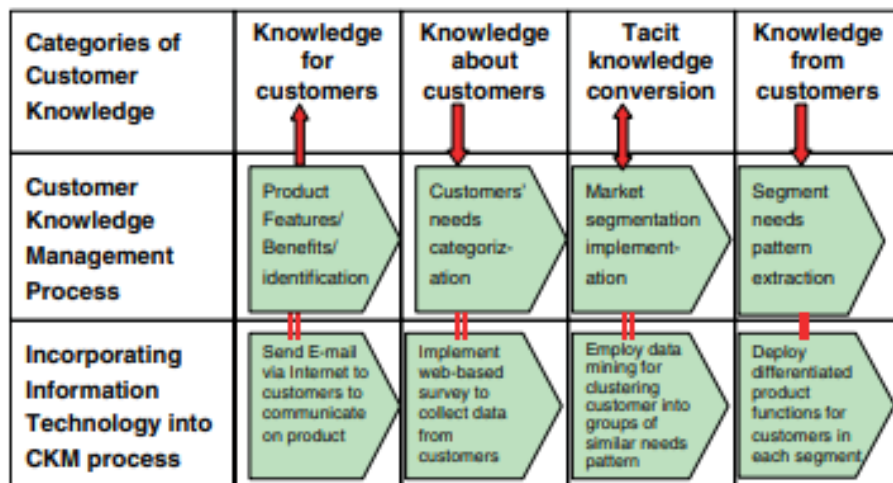 Categories of
Customer
Knowledge
Knowledge
for
customers
Knowledge
about
customers
Tacit
knowledge
conversion
Knowledge
from
customers
Customer
Knowledge
Management
Process
Product
Features/
Benefits/
identification
Customers'
needs
categoriz-
ation
Market
segmentation
implement-
ation
Segment
needs
pattern
extraction
Incorporating
Information
Technology into
CKM process
Send E-mail
via Internet to
customers to
communicate
on product
Implement
web-based
survey to
collect data
from
customers
Employ data
mining for
clustering
customer into
groups of
similar needs
pattern
Deploy
differentiated
product
functions for
customers in
each segment